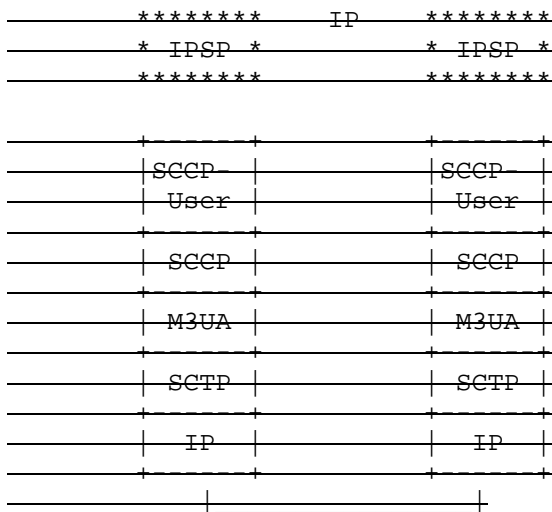 ******** IP ********
* IPSP * * IPSP *
******** ********
+-------+ +-------+
|SCCP- | |SCCP- |
| User | | User |
+-------+ +-------+
| SCCP | | SCCP |
+-------+ +-------+
| M3UA | | M3UA |
+-------+ +-------+
| SCTP | | SCTP |
+-------+ +-------+
| IP | | IP |
+-------+ +-------+
| |